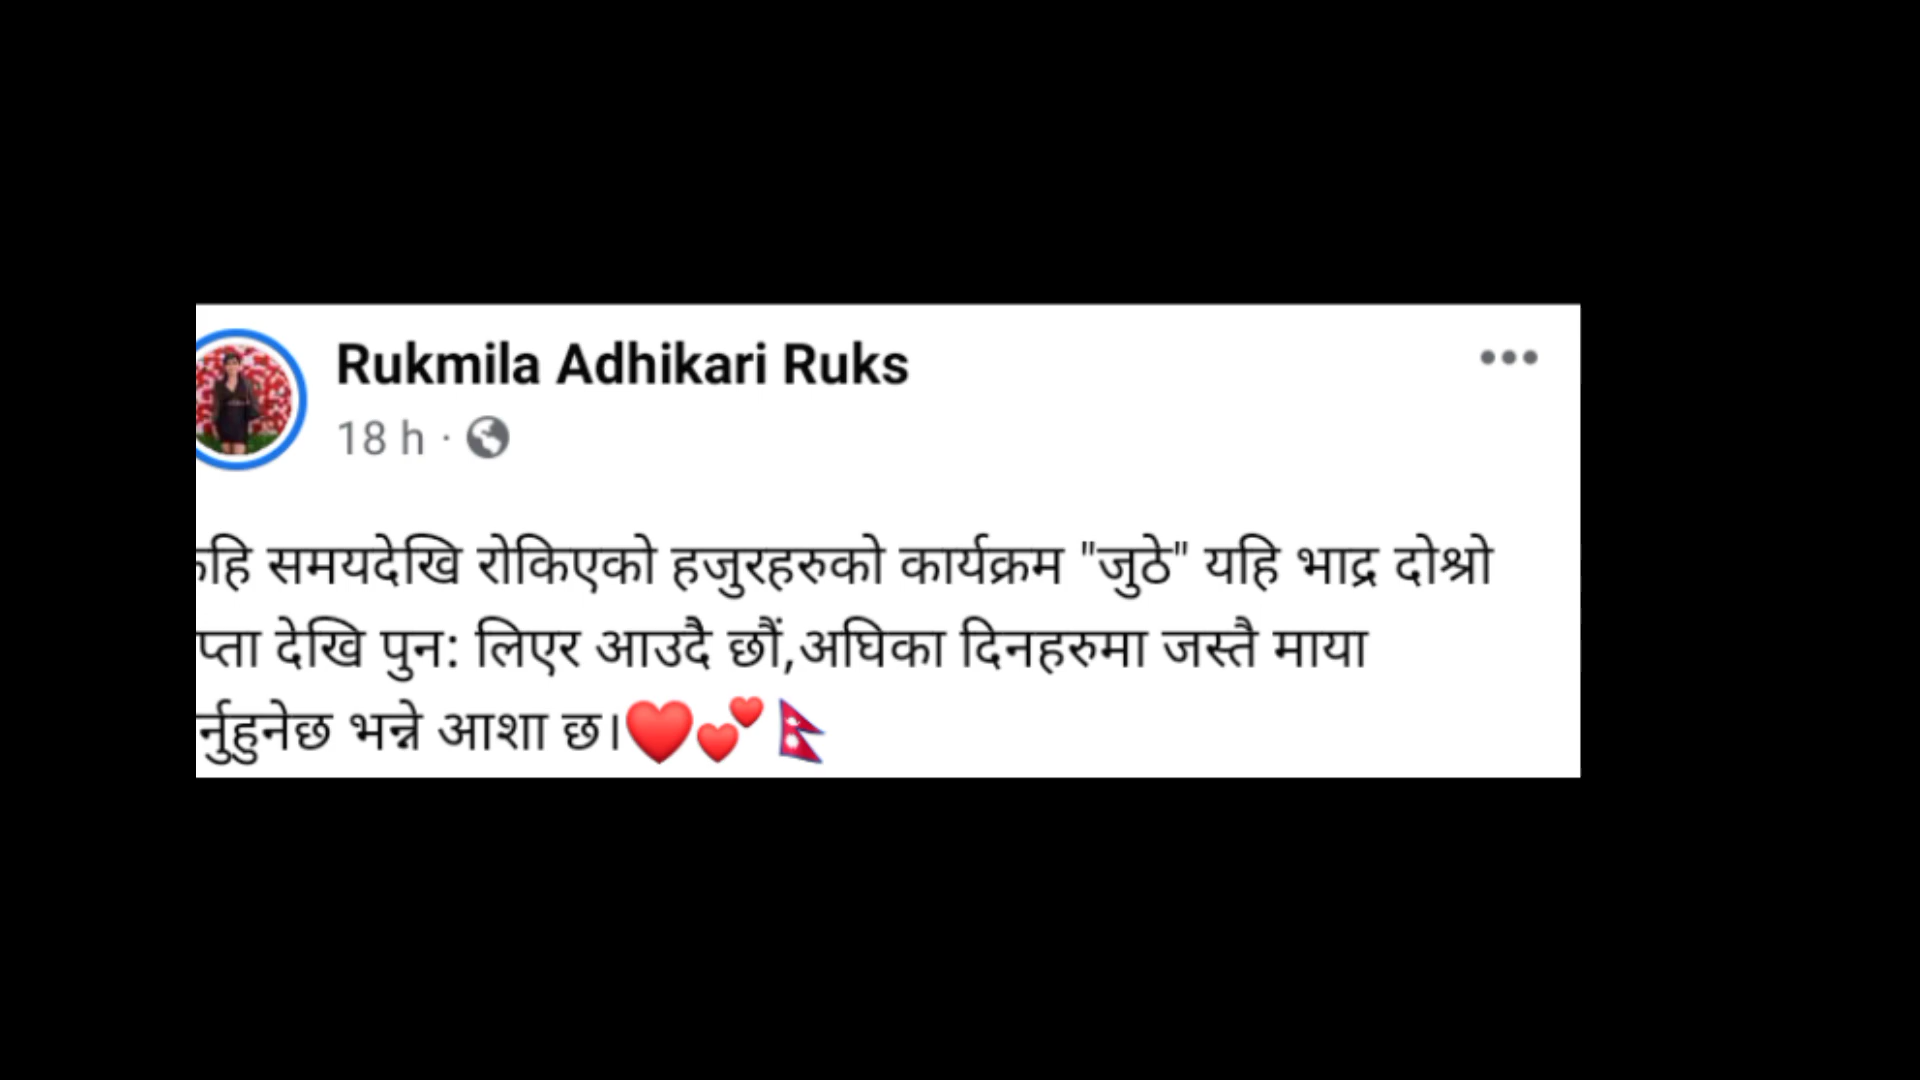 Rukmila Adhikari Ruks
18 h ·
समयदेखि रोकिएको हजुरहरुको कार्यक्रम "जुठे" यहि भाद्र दोश्रो
देखि पुन: लिएर आउदै छौं,अघिका दिनहरुमा जस्तै माया
भन्ने आशा छ।❤️💕🇳🇵